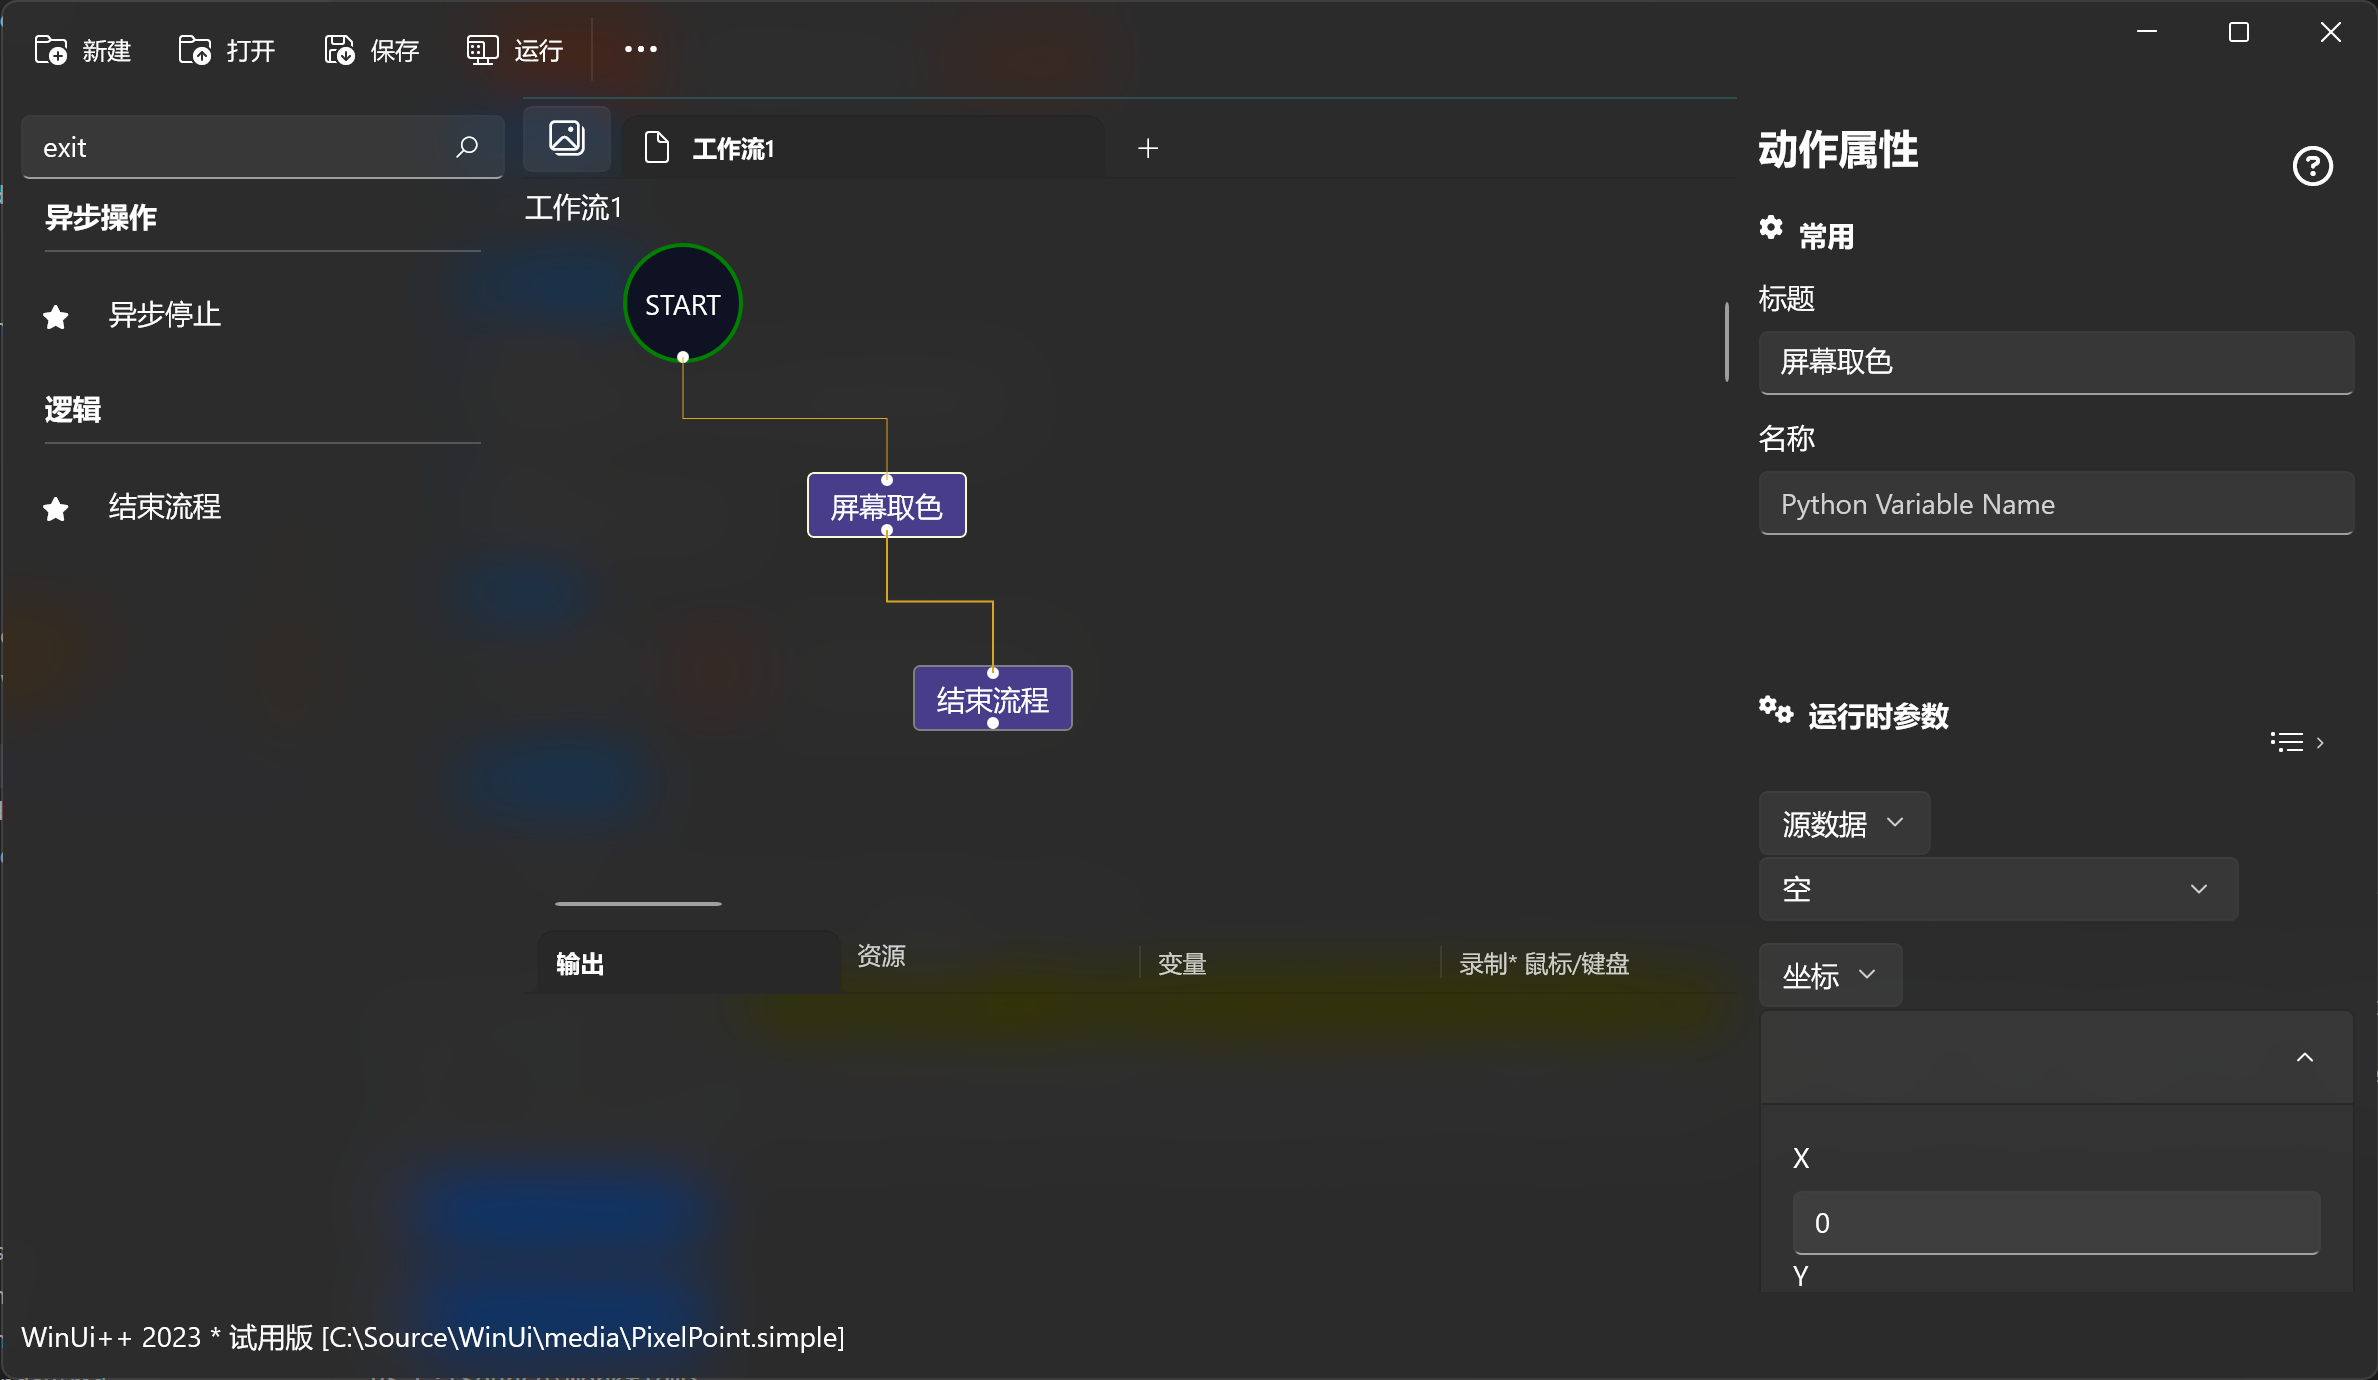 新建
打开
保存
运行
exit
异步操作
异步停止
逻辑
结束流程
工作流1
工作流1
START
屏幕取色
结束流程
输出
资源
变量
录制* 鼠标/键盘
动作属性
常用
标题
屏幕取色
名称
Python Variable Name
运行时参数
源数据
空
坐标
X
0
Y
WinUi++ 2023 * 试用版 [C:\Source\WinUi\media\PixelPoint.simple]